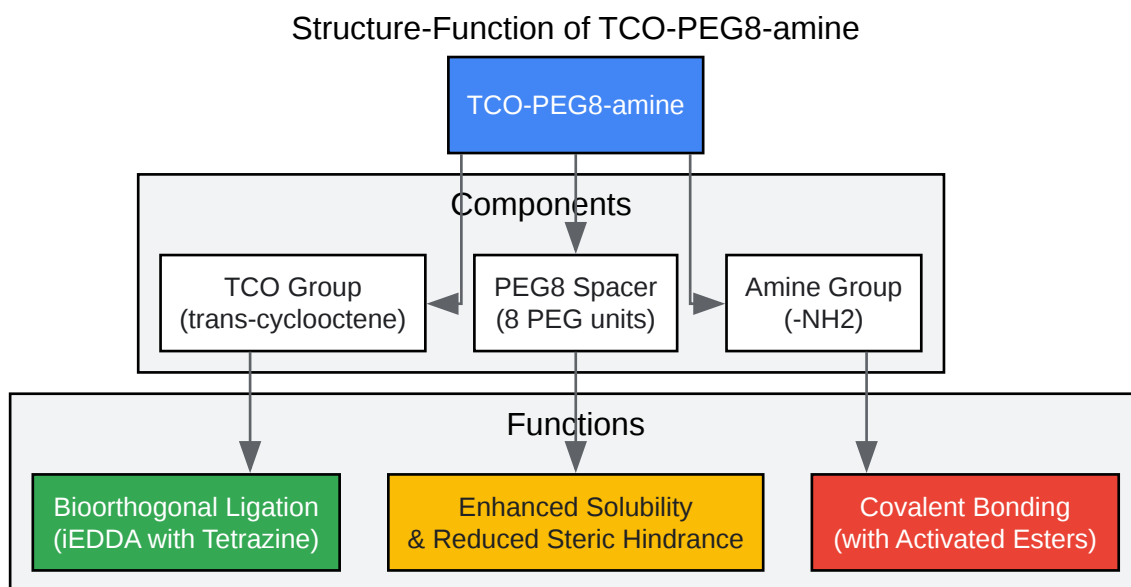 Structure-Function of TCO-PEG8-amine
TCO-PEG8-amine
Components
TCO Group
(trans-cyclooctene)
PEG8 Spacer
(8 PEG units)
Amine Group
(-NH2)
Functions
Bioorthogonal Ligation
(iEDDA with Tetrazine)
Enhanced Solubility
& Reduced Steric Hindrance
Covalent Bonding
(with Activated Esters)